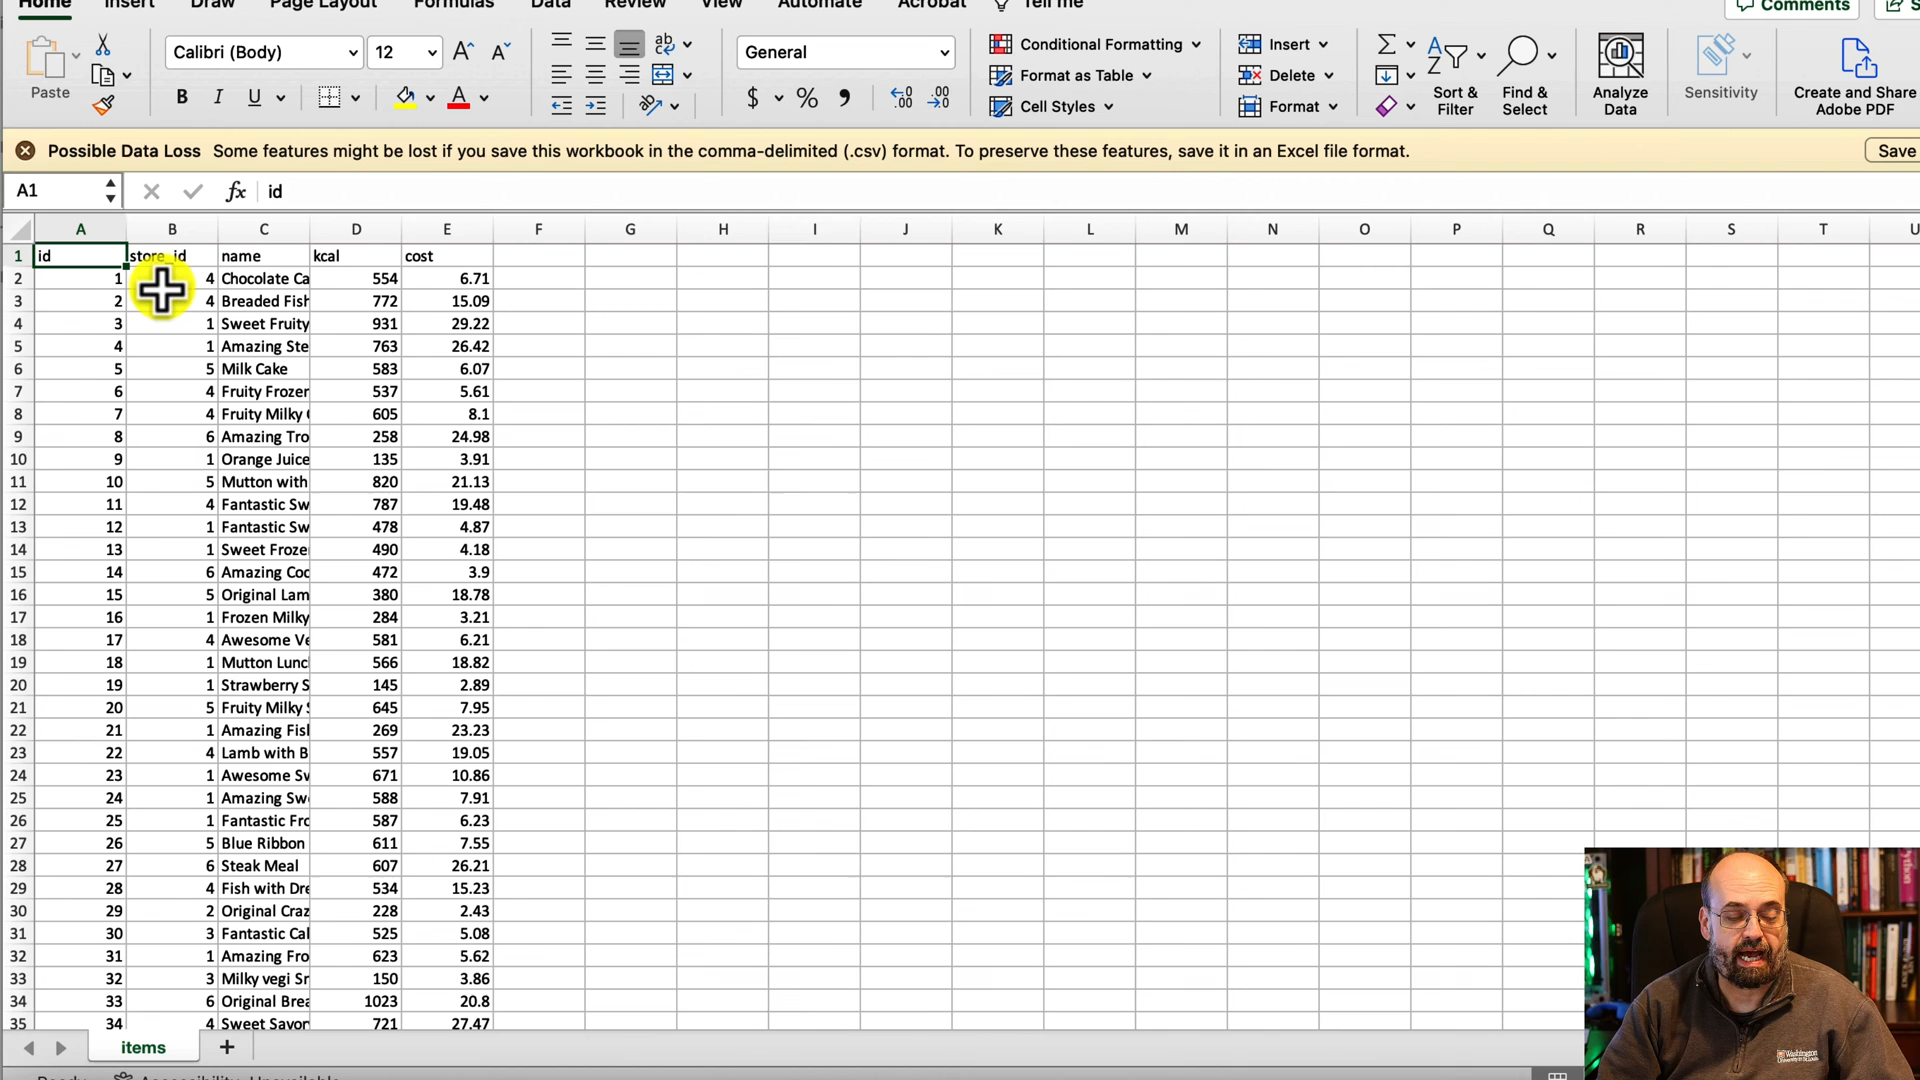 Home Insert Draw Page Layout Formulas Data Review View Automate Acrobat Tell me Comments
Paste
Calibri (Body) 12
B I U
General
$ % ,
Conditional Formatting
Format as Table
Cell Styles
Insert
Delete
Format
Sort & Filter
Find & Select
Analyze Data
Sensitivity
Create and Share Adobe PDF
Possible Data Loss Some features might be lost if you save this workbook in the comma-delimited (.csv) format. To preserve these features, save it in an Excel file format. Save
A1 fx id
A B C D E F G H I J K L M N O P Q R S T U
1 id store_id name kcal cost
2 1 4 Chocolate Ca 554 6.71
3 2 4 Breaded Fish 772 15.09
4 3 1 Sweet Fruity 931 29.22
5 4 1 Amazing Ste 763 26.42
6 5 5 Milk Cake 583 6.07
7 6 4 Fruity Frozen 537 5.61
8 7 4 Fruity Milky 605 8.1
9 8 6 Amazing Tro 258 24.98
10 9 1 Orange Juice 135 3.91
11 10 5 Mutton with 820 21.13
12 11 4 Fantastic Sw 787 19.48
13 12 1 Fantastic Sw 478 4.87
14 13 1 Sweet Froze 490 4.18
15 14 6 Amazing Coo 472 3.9
16 15 5 Original Lam 380 18.78
17 16 1 Frozen Milky 284 3.21
18 17 4 Awesome Ve 581 6.21
19 18 1 Mutton Lunc 566 18.82
20 19 1 Strawberry S 145 2.89
21 20 5 Fruity Milky 645 7.95
22 21 1 Amazing Fish 269 23.23
23 22 4 Lamb with B 557 19.05
24 23 1 Awesome Sw 671 10.86
25 24 1 Amazing Swe 588 7.91
26 25 1 Fantastic Fro 587 6.23
27 26 5 Blue Ribbon 611 7.55
28 27 6 Steak Meal 607 26.21
29 28 4 Fish with Dre 534 15.23
30 29 2 Original Craz 228 2.43
31 30 3 Fantastic Cal 525 5.08
32 31 1 Amazing Fro 623 5.62
33 32 3 Milky vegi Sm 150 3.86
34 33 6 Original Brea 1023 20.8
35 34 4 Sweet Savor 721 27.47
items +
Washington